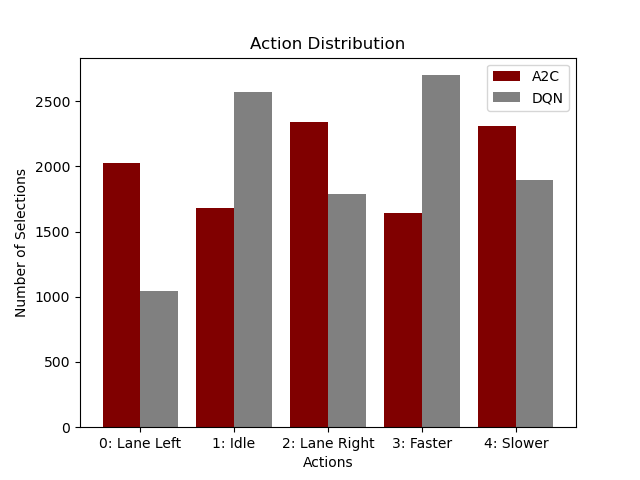 Action Distribution
A2C
DQN
Number of Selections
2500
2000
1500
1000
500
0
0: Lane Left 1: Idle 2: Lane Right 3: Faster 4: Slower
Actions